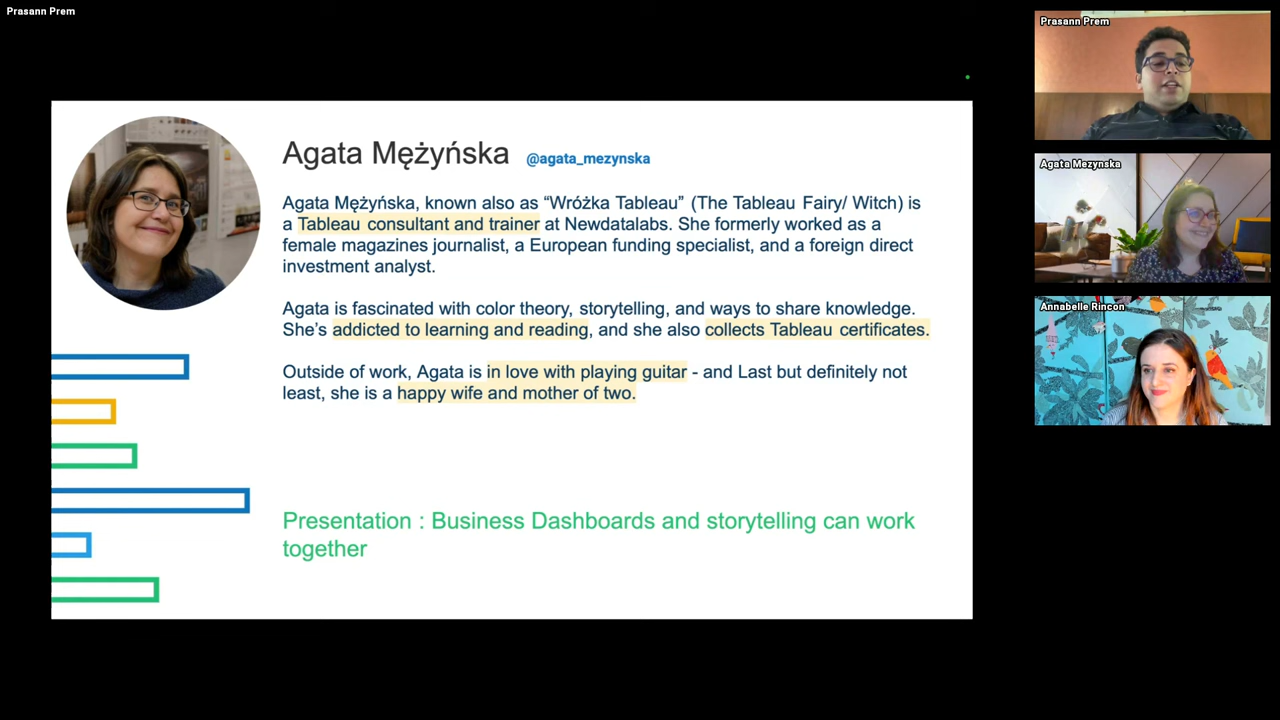 Prasann Prem
Agata Mężyńska @agata_mezynska
Agata Mężyńska, known also as “Wróżka Tableau” (The Tableau Fairy/ Witch) is
a Tableau consultant and trainer at Newdatalabs. She formerly worked as a
female magazines journalist, a European funding specialist, and a foreign direct
investment analyst.
Agata is fascinated with color theory, storytelling, and ways to share knowledge.
She’s addicted to learning and reading, and she also collects Tableau certificates.
Outside of work, Agata is in love with playing guitar - and Last but definitely not
least, she is a happy wife and mother of two.
Presentation : Business Dashboards and storytelling can work
together
Prasann Prem
Agata Mezynska
Annabelle Rincon